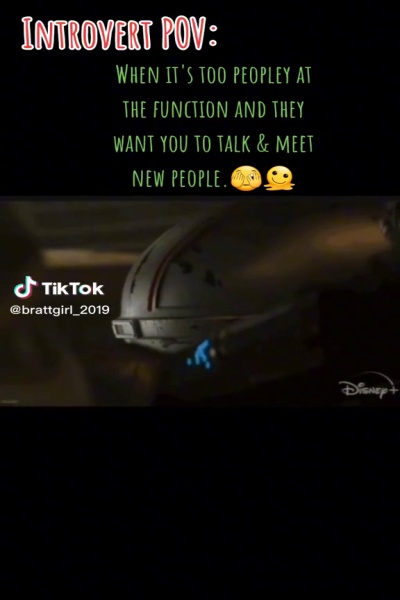 INTROVERT POV:
WHEN IT'S TOO PEOPLEY AT
THE FUNCTION AND THEY
WANT YOU TO TALK & MEET
NEW PEOPLE.🫣🫠
TikTok
@brattgirl_2019
Disney+